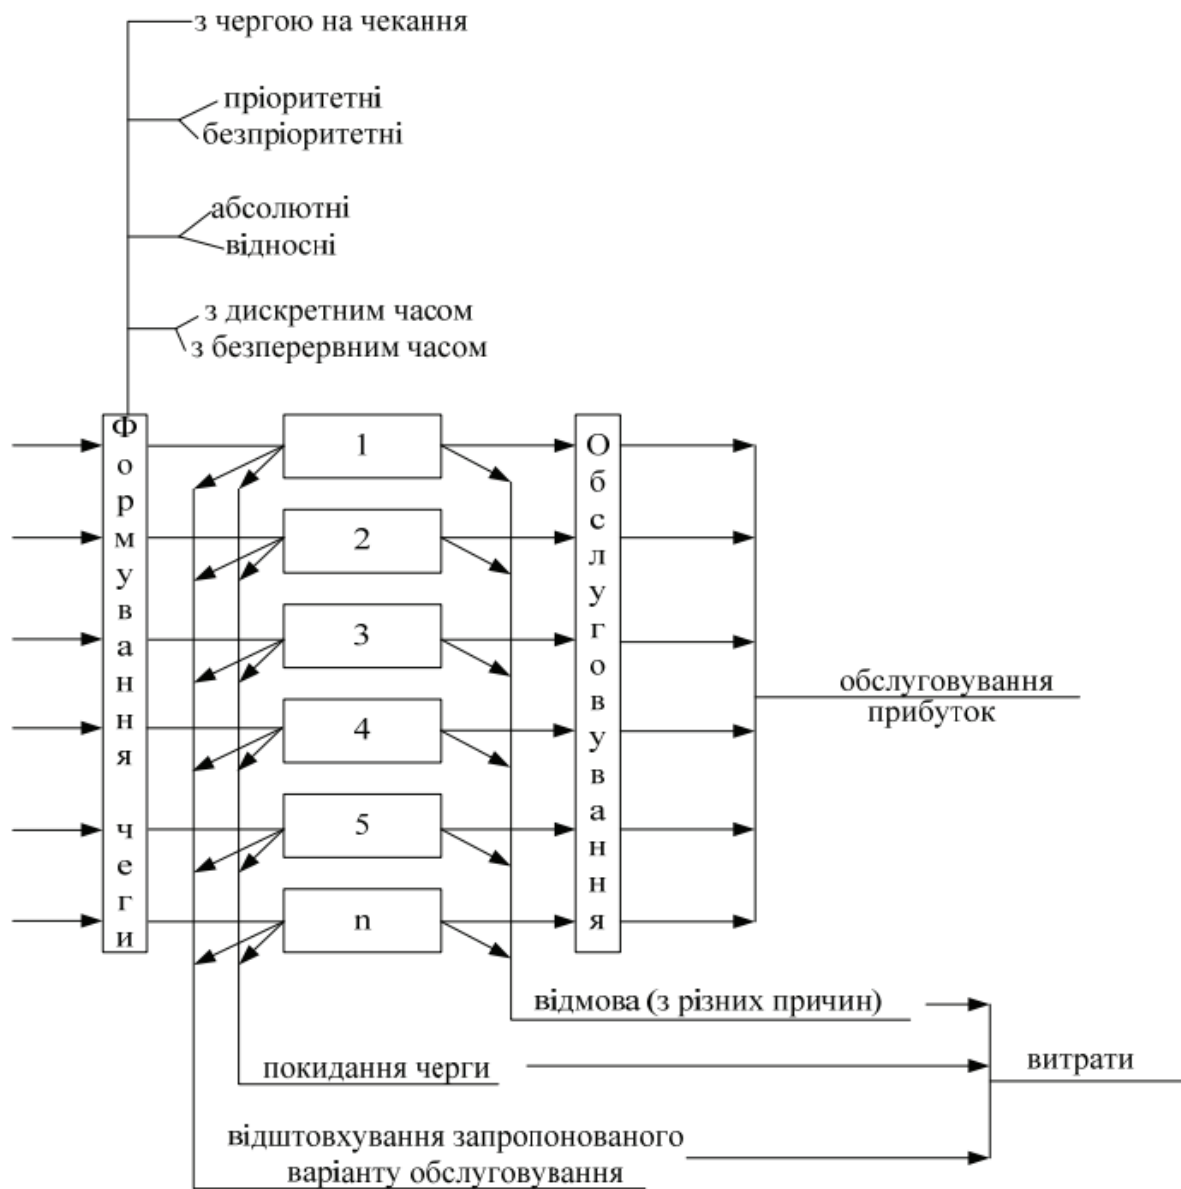 з чергою на чекання
пріоритетні
безпріоритетні
абсолютні
відносні
з дискретним часом
з безперервним часом
Формування чеги
1
2
3
4
5
n
Обслуговування
обслуговування
прибуток
відмова (з різних причин)
покидання черги
витрати
відштовхування запропонованого
варіанту обслуговування